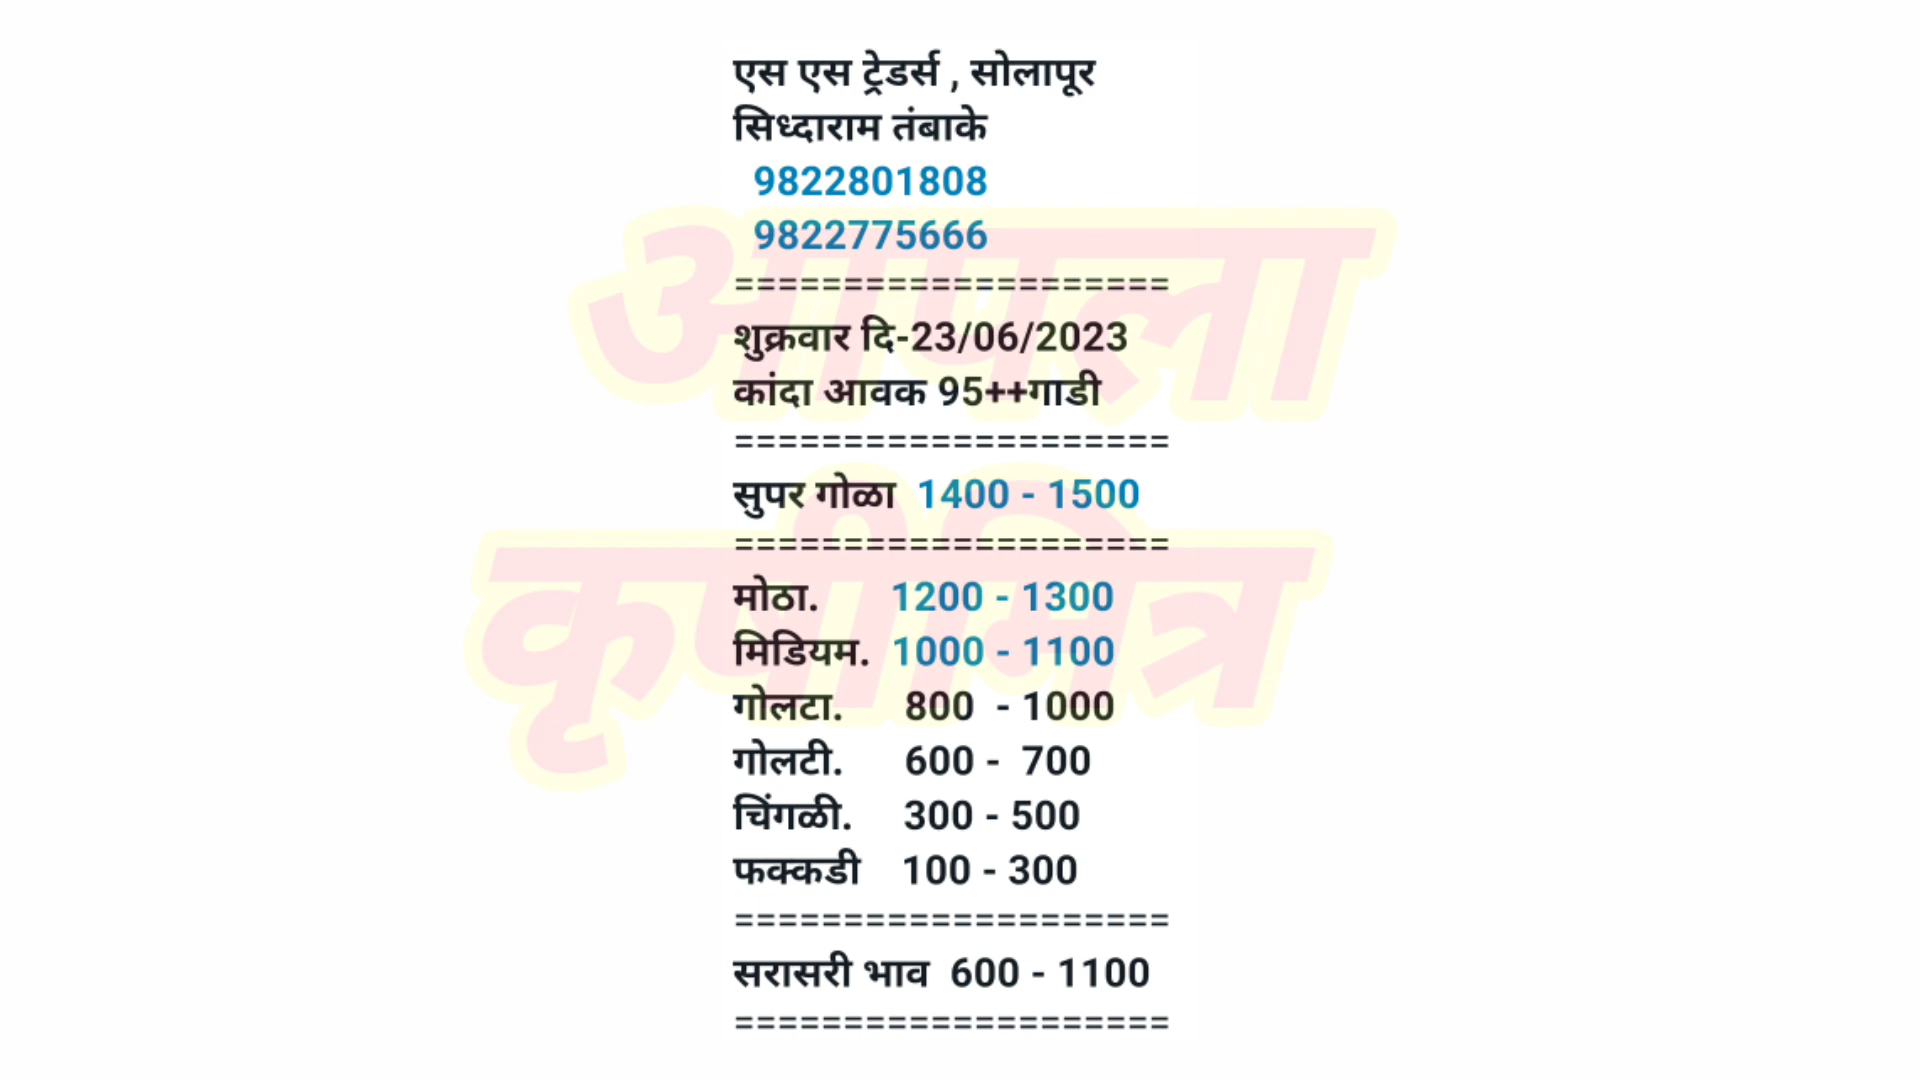 एस एस ट्रेडर्स , सोलापूर
सिध्दाराम तंबाके
9822801808
9822775666
====================
शुक्रवार दि-23/06/2023
कांदा आवक 95++गाडी
====================
सुपर गोळा 1400 - 1500
====================
मोठा. 1200 - 1300
मिडियम. 1000 - 1100
गोलटा. 800 - 1000
गोलटी. 600 - 700
चिंगळी. 300 - 500
फक्कडी 100 - 300
====================
सरासरी भाव 600 - 1100
====================
आपला
कृषीमित्र